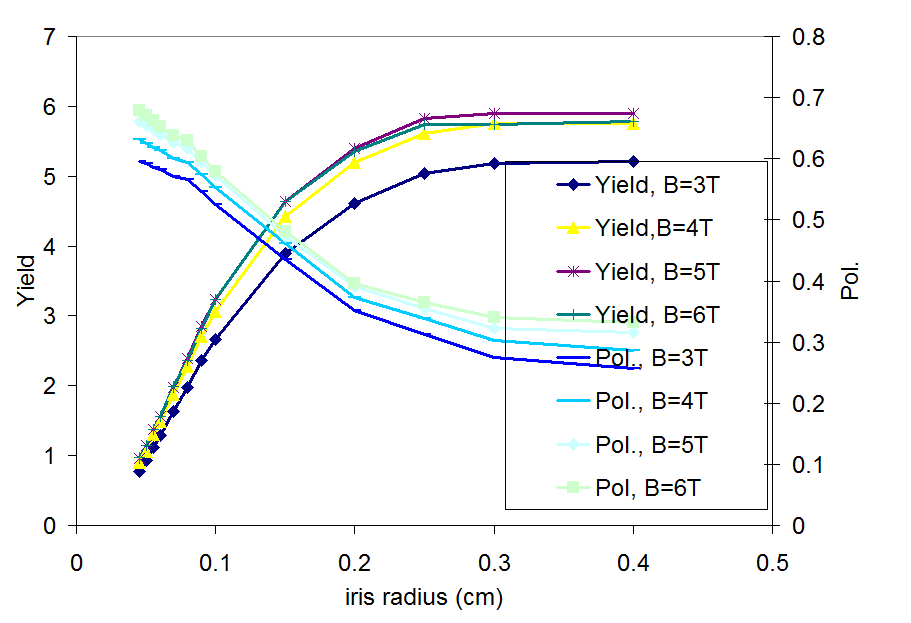 7
6
5
4
3
2
1
0
Yield
0.8
0.7
0.6
0.5
0.4
0.3
0.2
0.1
0
Pol.
Yield, B=3T
Yield,B=4T
Yield, B=5T
Yield, B=6T
Pol., B=3T
Pol., B=4T
Pol., B=5T
Pol, B=6T
0
0.1
0.2
0.3
0.4
0.5
iris radius (cm)